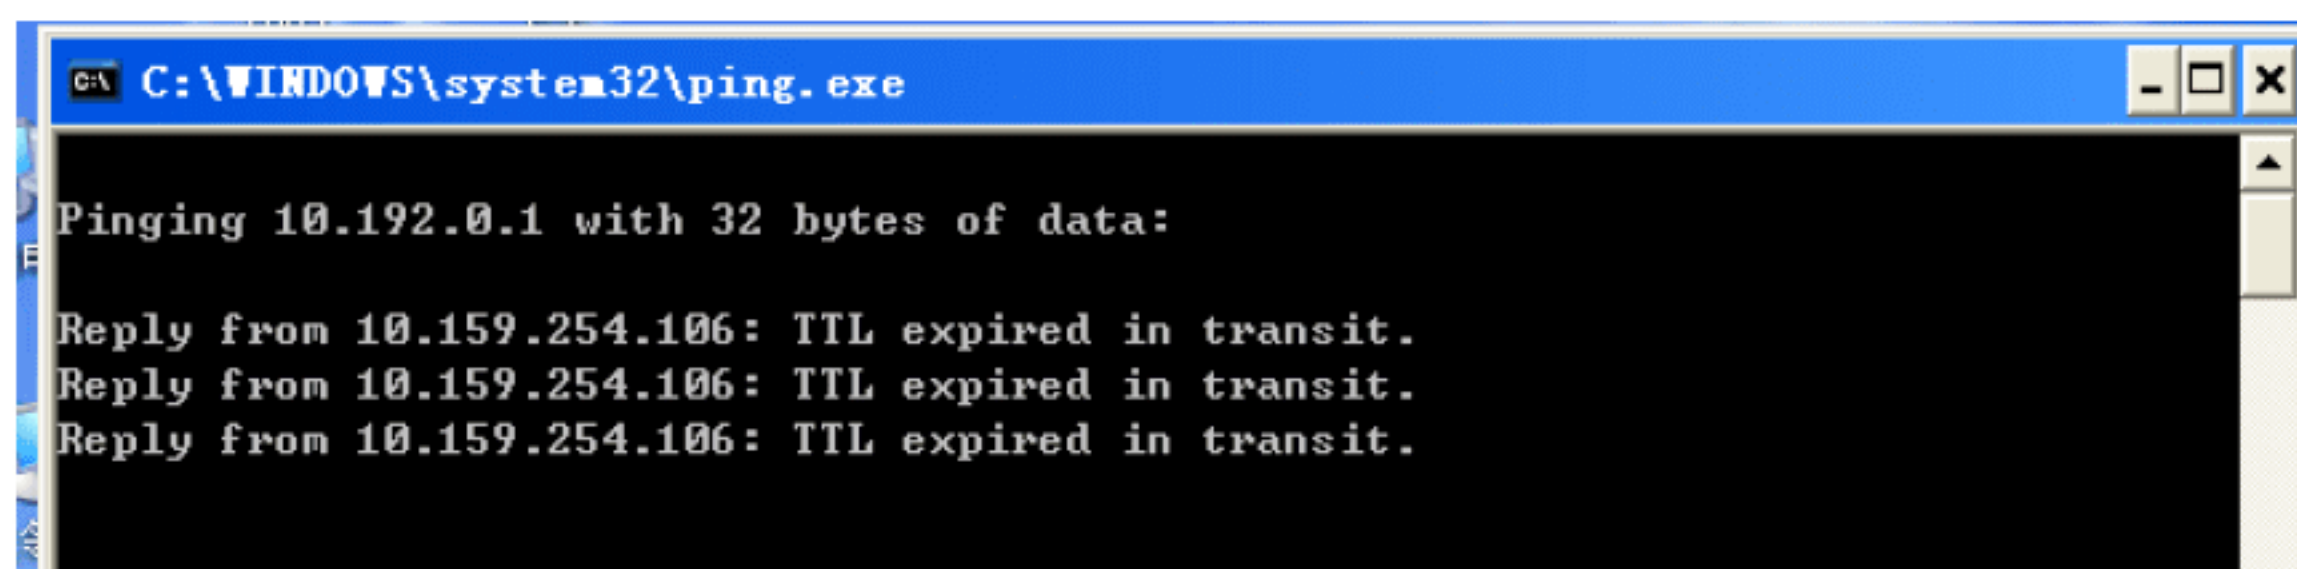 C:\WINDOWS\system32\ping.exe
Pinging 10.192.0.1 with 32 bytes of data:
Reply from 10.159.254.106: TTL expired in transit.
Reply from 10.159.254.106: TTL expired in transit.
Reply from 10.159.254.106: TTL expired in transit.